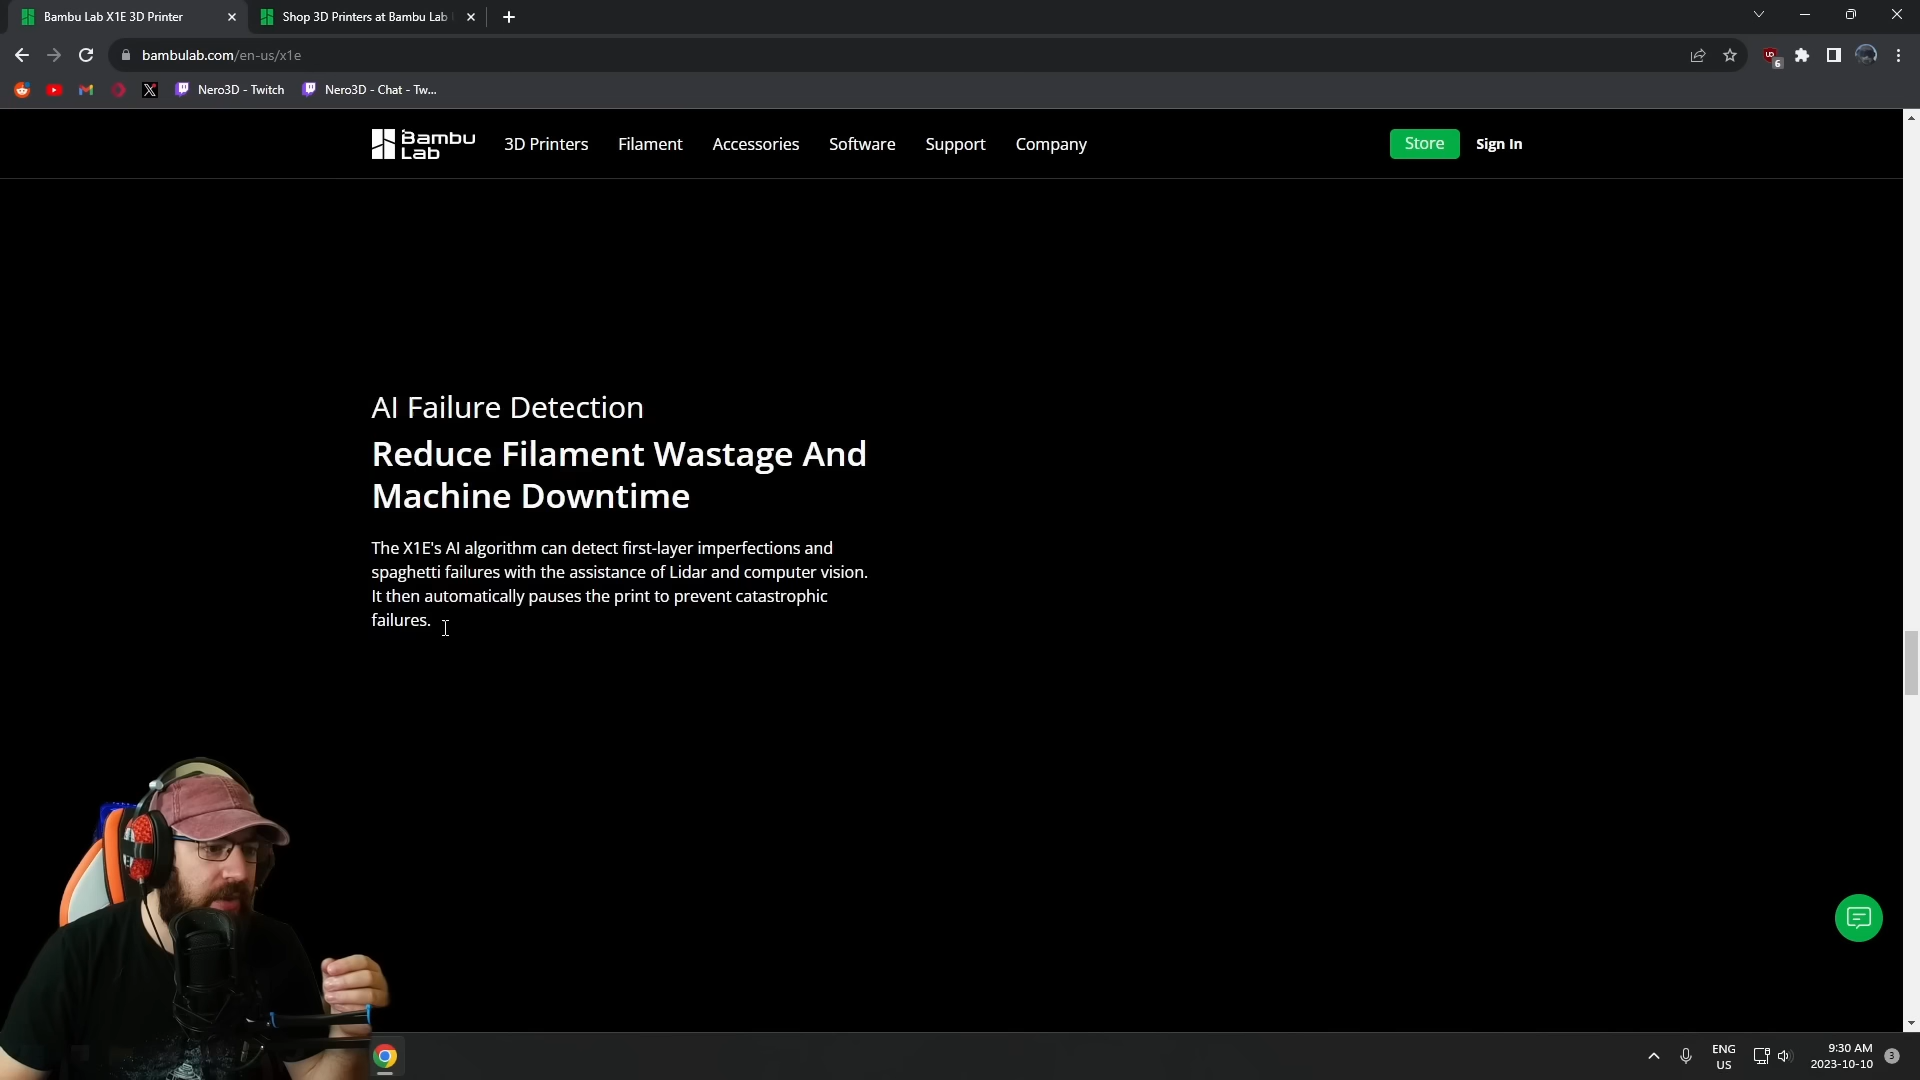 Bambu Lab X1E 3D Printer
Shop 3D Printers at Bambu Lab
bambulab.com/en-us/x1e
6
Nero3D - Twitch
Nero3D - Chat - Tw...
Bambu Lab
3D Printers
Filament
Accessories
Software
Support
Company
Store
Sign In
AI Failure Detection
Reduce Filament Wastage And
Machine Downtime
The X1E's AI algorithm can detect first-layer imperfections and
spaghetti failures with the assistance of Lidar and computer vision.
It then automatically pauses the print to prevent catastrophic
failures.
ENG
US
9:30 AM
2023-10-10
3